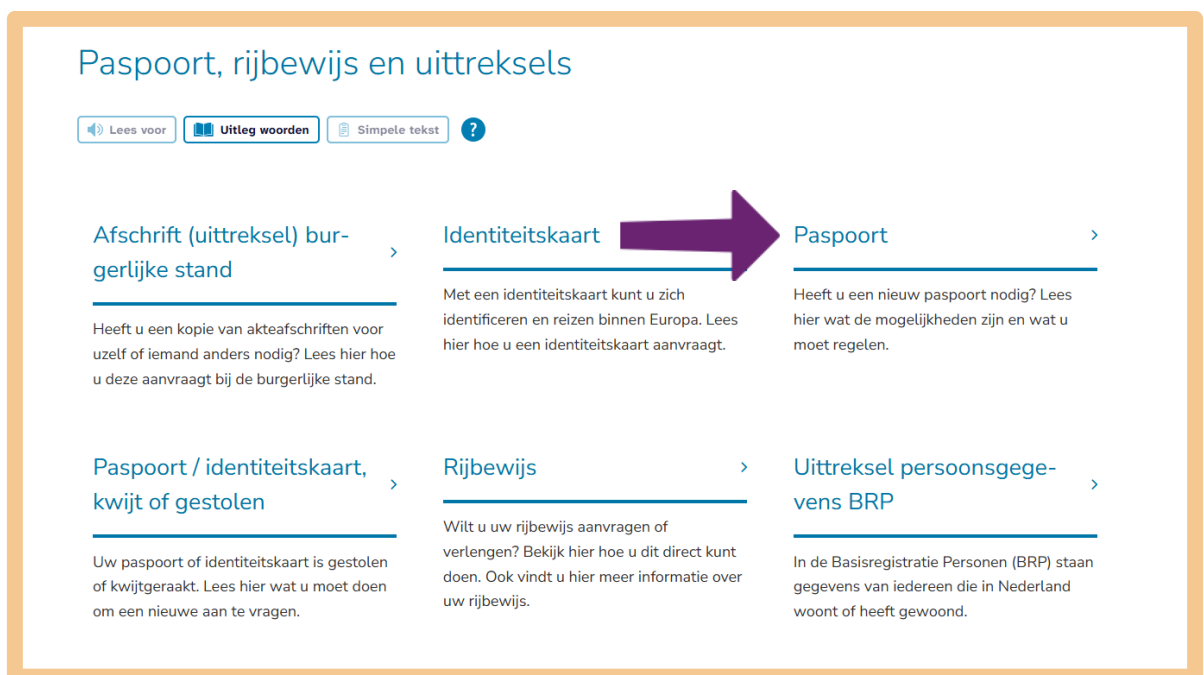 Paspoort, rijbewijs en uittreksels
Lees voor
Uitleg woorden
Simpele tekst
?
Afschrift (uittreksel) bur-
gerlijke stand
Heeft u een kopie van akteafschriften voor
uzelf of iemand anders nodig? Lees hier hoe
u deze aanvraagt bij de burgerlijke stand.
Identiteitskaart
Met een identiteitskaart kunt u zich
identificeren en reizen binnen Europa. Lees
hier hoe u een identiteitskaart aanvraagt.
Paspoort
Heeft u een nieuw paspoort nodig? Lees
hier wat de mogelijkheden zijn en wat u
moet regelen.
Paspoort / identiteitskaart,
kwijt of gestolen
Uw paspoort of identiteitskaart is gestolen
of kwijtgeraakt. Lees hier wat u moet doen
om een nieuwe aan te vragen.
Rijbewijs
Wilt u uw rijbewijs aanvragen of
verlengen? Bekijk hier hoe u dit direct kunt
doen. Ook vindt u hier meer informatie over
uw rijbewijs.
Uittreksel persoonsgege-
vens BRP
In de Basisregistratie Personen (BRP) staan
gegevens van iedereen die in Nederland
woont of heeft gewoond.